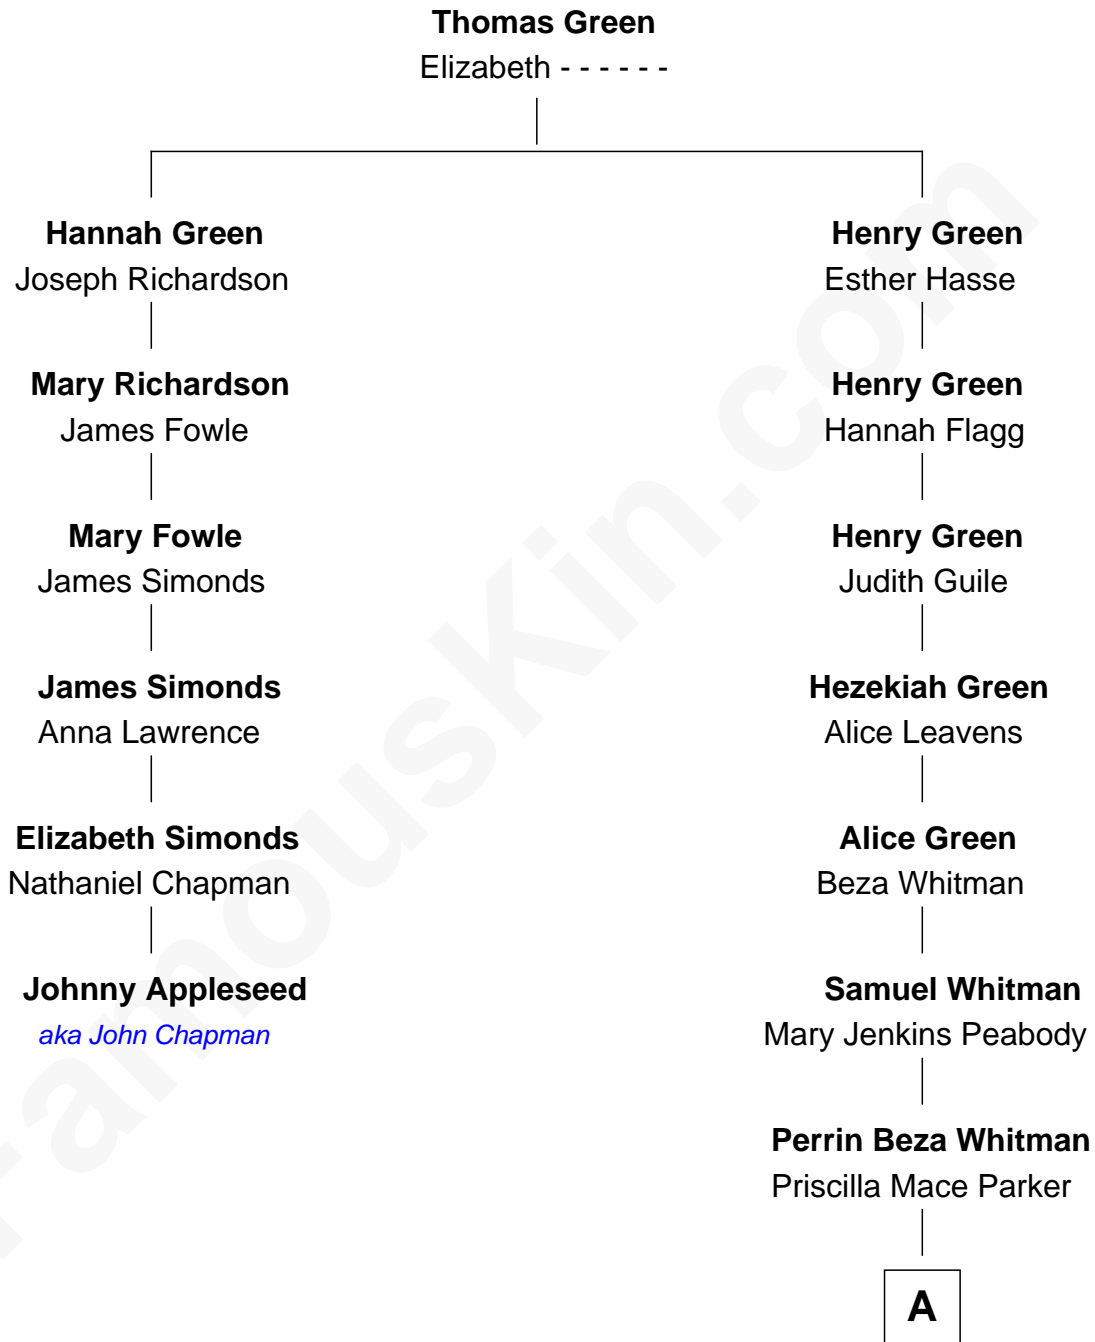 Thomas Green
Elizabeth - - - - - -
Hannah Green
Joseph Richardson
Henry Green
Esther Hasse
Mary Richardson
James Fowle
Henry Green
Hannah Flagg
Mary Fowle
James Simonds
Henry Green
Judith Guile
James Simonds
Anna Lawrence
Hezekiah Green
Alice Leavens
Elizabeth Simonds
Nathaniel Chapman
Alice Green
Beza Whitman
Johnny Appleseed
aka John Chapman
Samuel Whitman
Mary Jenkins Peabody
Perrin Beza Whitman
Priscilla Mace Parker
A
FamousKin.com